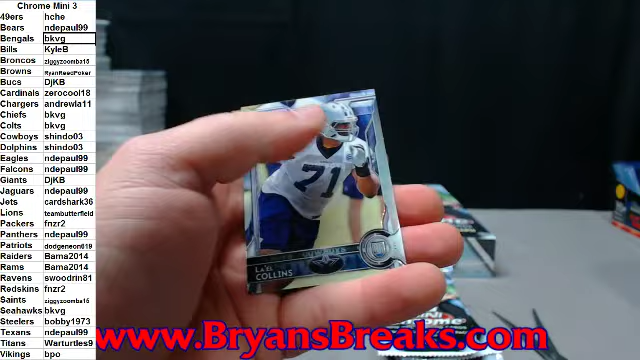 Chrome Mini 3
49ers hche
Bears ndepaul99
Bengals bkvg
Bills KyleB
Broncos ziggyzoomba15
Browns RyanReedPoker
Bucs DjKB
Cardinals zerocool18
Chargers andrewla11
Chiefs bkvg
Colts bkvg
Cowboys shindo03
Dolphins shindo03
Eagles ndepaul99
Falcons ndepaul99
Giants DjKB
Jaguars ndepaul99
Jets cardshark36
Lions teambutterfield
Packers fnzr2
Panthers ndepaul99
Patriots dodgeneon619
Raiders Bama2014
Rams Bama2014
Ravens swoodrin81
Redskins fnzr2
Saints ziggyzoomba15
Seahawks bkvg
Steelers bobby1973
Texans ndepaul99
Titans Warturtles9
Vikings bpo
71
LA'EL
COLLINS
www.BryansBreaks.com